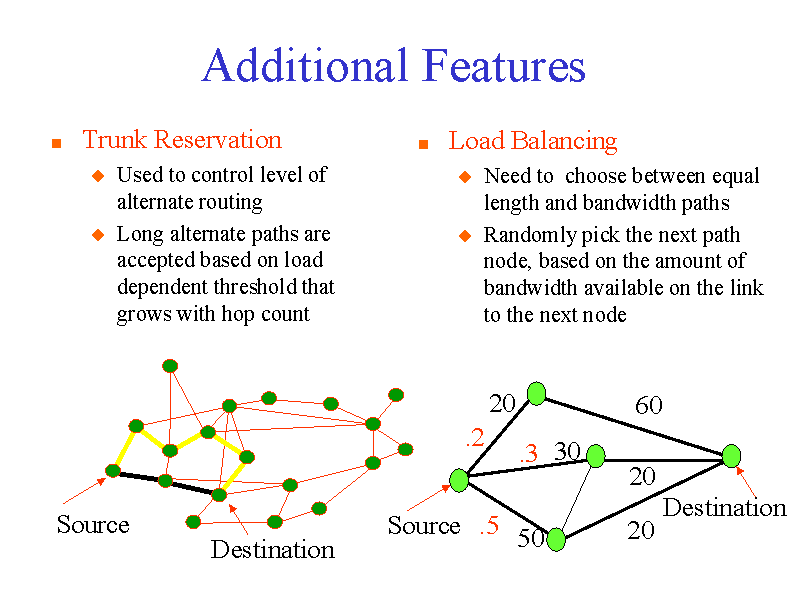 Additional Features
Trunk Reservation
Used to control level of
alternate routing
Long alternate paths are
accepted based on load
dependent threshold that
grows with hop count
Load Balancing
Need to  choose between equal
length and bandwidth paths
Randomly pick the next path
node, based on the amount of
bandwidth available on the link
to the next node
Source
Destination
20
60
.2
.3 30
20
Destination
Source .5
50
20